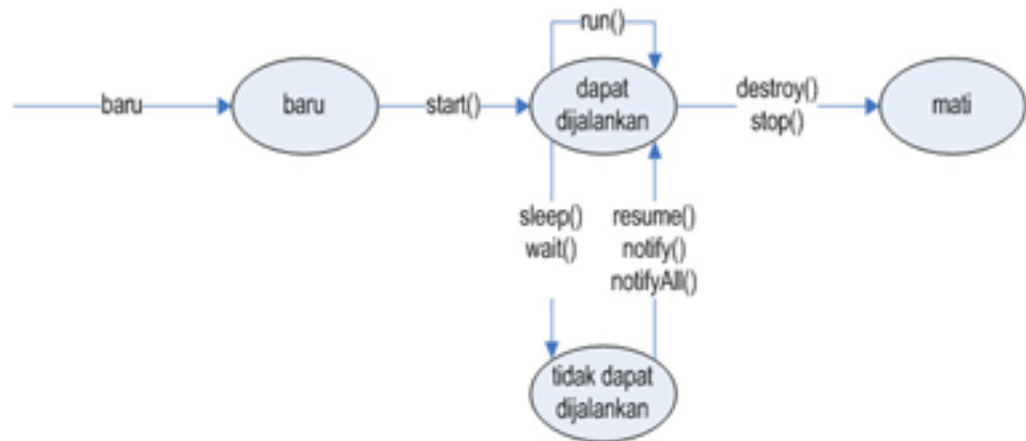 run()
baru
baru
start()
dapat
dijalankan
destroy()
stop()
mati
sleep()
wait()
resume()
notify()
notifyAll()
tidak dapat
dijalankan